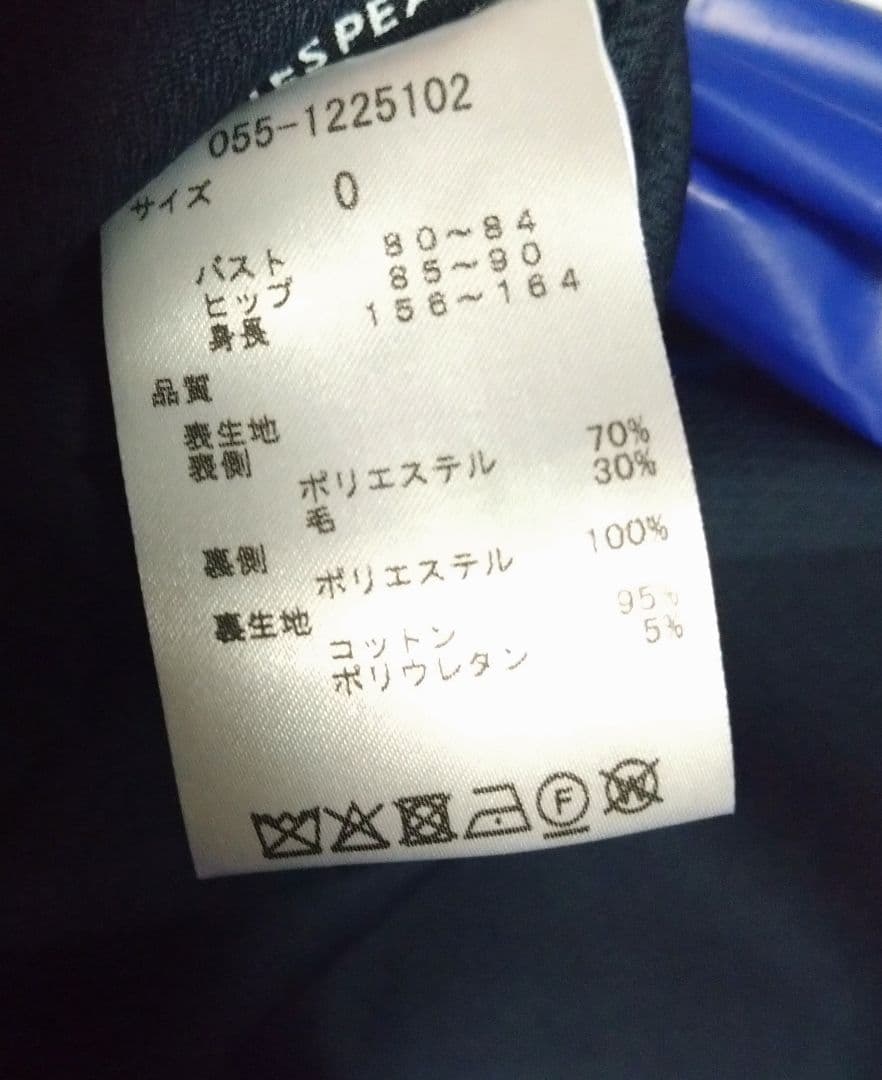 055-1225102
サイズ 0
バスト 80～84
ヒップ 85～90
身長 156～164
品質
表生地
表側
ポリエステル 70%
毛 30%
裏側
ポリエステル 100%
裏生地
コットン 95
ポリウレタン 5%
F
W